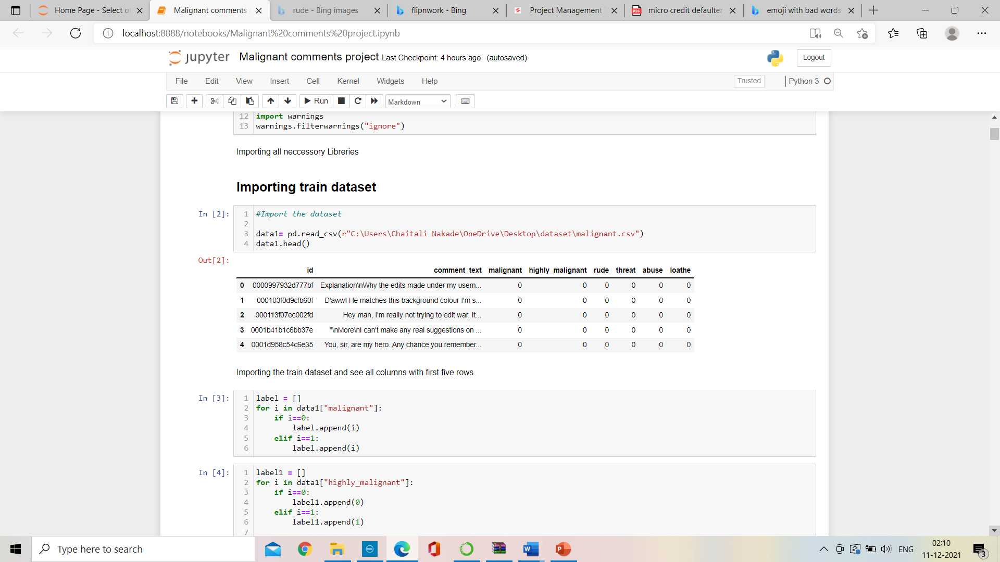 Home Page - Select o
Malignant comments
rude - Bing images
flipnwork - Bing
Project Management
micro credit defaulter
emoji with bad words
localhost:8888/notebooks/Malignant%20comments%20project.ipynb
jupyter
Malignant comments project Last Checkpoint: 4 hours ago (autosaved)
Logout
File Edit View Insert Cell Kernel Widgets Help
Trusted
Python 3
Run
Markdown
12 import warnings
13 warnings.filterwarnings("ignore")
Importing all neccessory Libreries
Importing train dataset
In [2]:
1 #Import the dataset
2
3 data1= pd.read_csv(r"C:\Users\Chaitali Nakade\OneDrive\Desktop\dataset\malignant.csv")
4 data1.head()
Out[2]:
id comment_text malignant highly_malignant rude threat abuse loathe
0 0000997932d777bf Explanation\nWhy the edits made under my usern... 0 0 0 0 0 0
1 000103f0d9cfb60f D'aww! He matches this background colour I'm s... 0 0 0 0 0 0
2 000113f07ec002fd Hey man, I'm really not trying to edit war. It... 0 0 0 0 0 0
3 0001b41b1c6bb37e "\nMore\nI can't make any real suggestions on ... 0 0 0 0 0 0
4 0001d958c54c6e35 You, sir, are my hero. Any chance you remember... 0 0 0 0 0 0
Importing the train dataset and see all columns with first five rows.
In [3]:
1 label = []
2 for i in data1["malignant"]:
3 if i==0:
4 label.append(i)
5 elif i==1:
6 label.append(i)
In [4]:
1 label1 = []
2 for i in data1["highly_malignant"]:
3 if i==0:
4 label1.append(0)
5 elif i==1:
6 label1.append(1)
7
Type here to search
DELL
W
P
ENG
02:10
11-12-2021
3